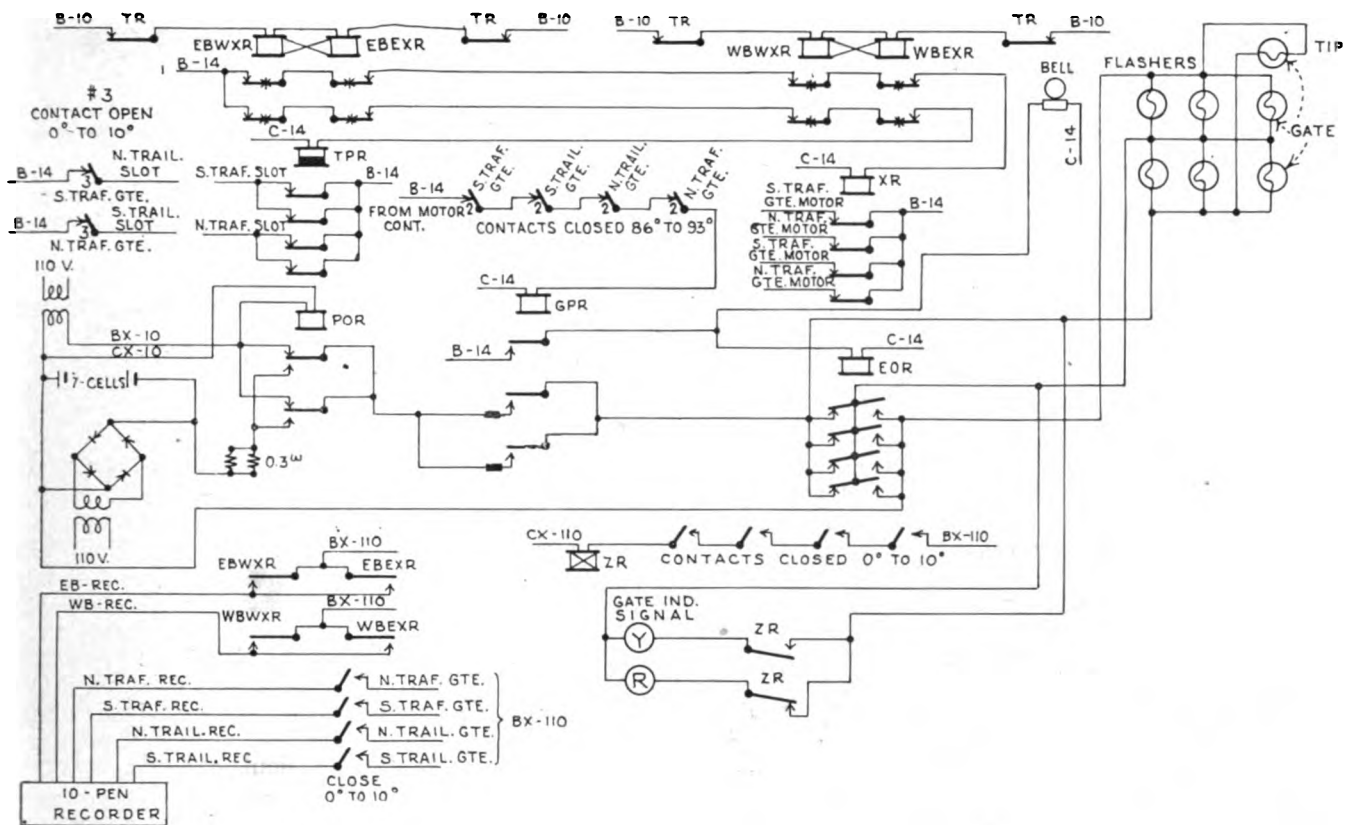 B-10 TR TR B-10 B-10 TR TR B-10
EBWXR EBEXR WBWXR WBEXR
TIP
B-14
FLASHERS
BELL
#3
CONTACT OPEN
0° TO 10°
C-14
GATE
C-14
TPR
N. TRAIL.
SLOT
B-14
3
S. TRAF. GTE.
S. TRAIL.
SLOT
B-14
3
N. TRAF. GTE.
S. TRAF. SLOT
B-14
N. TRAF. SLOT
B-14
FROM MOTOR
CONT.
S. TRAF.
GTE.
2
S. TRAIL.
GTE.
2
N. TRAIL.
GTE.
2
N. TRAF.
GTE.
2
CONTACTS CLOSED 86° TO 93°
C-14
XR
S. TRAF.
GTE. MOTOR
B-14
N. TRAF.
GTE. MOTOR
S. TRAF.
GTE. MOTOR
N. TRAF.
GTE. MOTOR
110 V.
C-14
GPR
POR
BX-10
CX-10
B-14
C-14
EOR
7-CELLS
0.3ω
110 V.
CX-110
ZR
BX-110
CONTACTS CLOSED 0° TO 10°
BX-110
EBWXR EBEXR
EB-REC.
WB-REC.
BX-110
WBWXR
WBEXR
GATE IND.
SIGNAL
Y
ZR
R
ZR
N. TRAF. REC. N. TRAF. GTE.
S. TRAF. REC. S. TRAF. GTE.
BX-110
N. TRAIL. REC. N. TRAIL. GTE.
S. TRAIL. REC S. TRAIL. GTE.
CLOSE
0° TO 10°
10-PEN
RECORDER